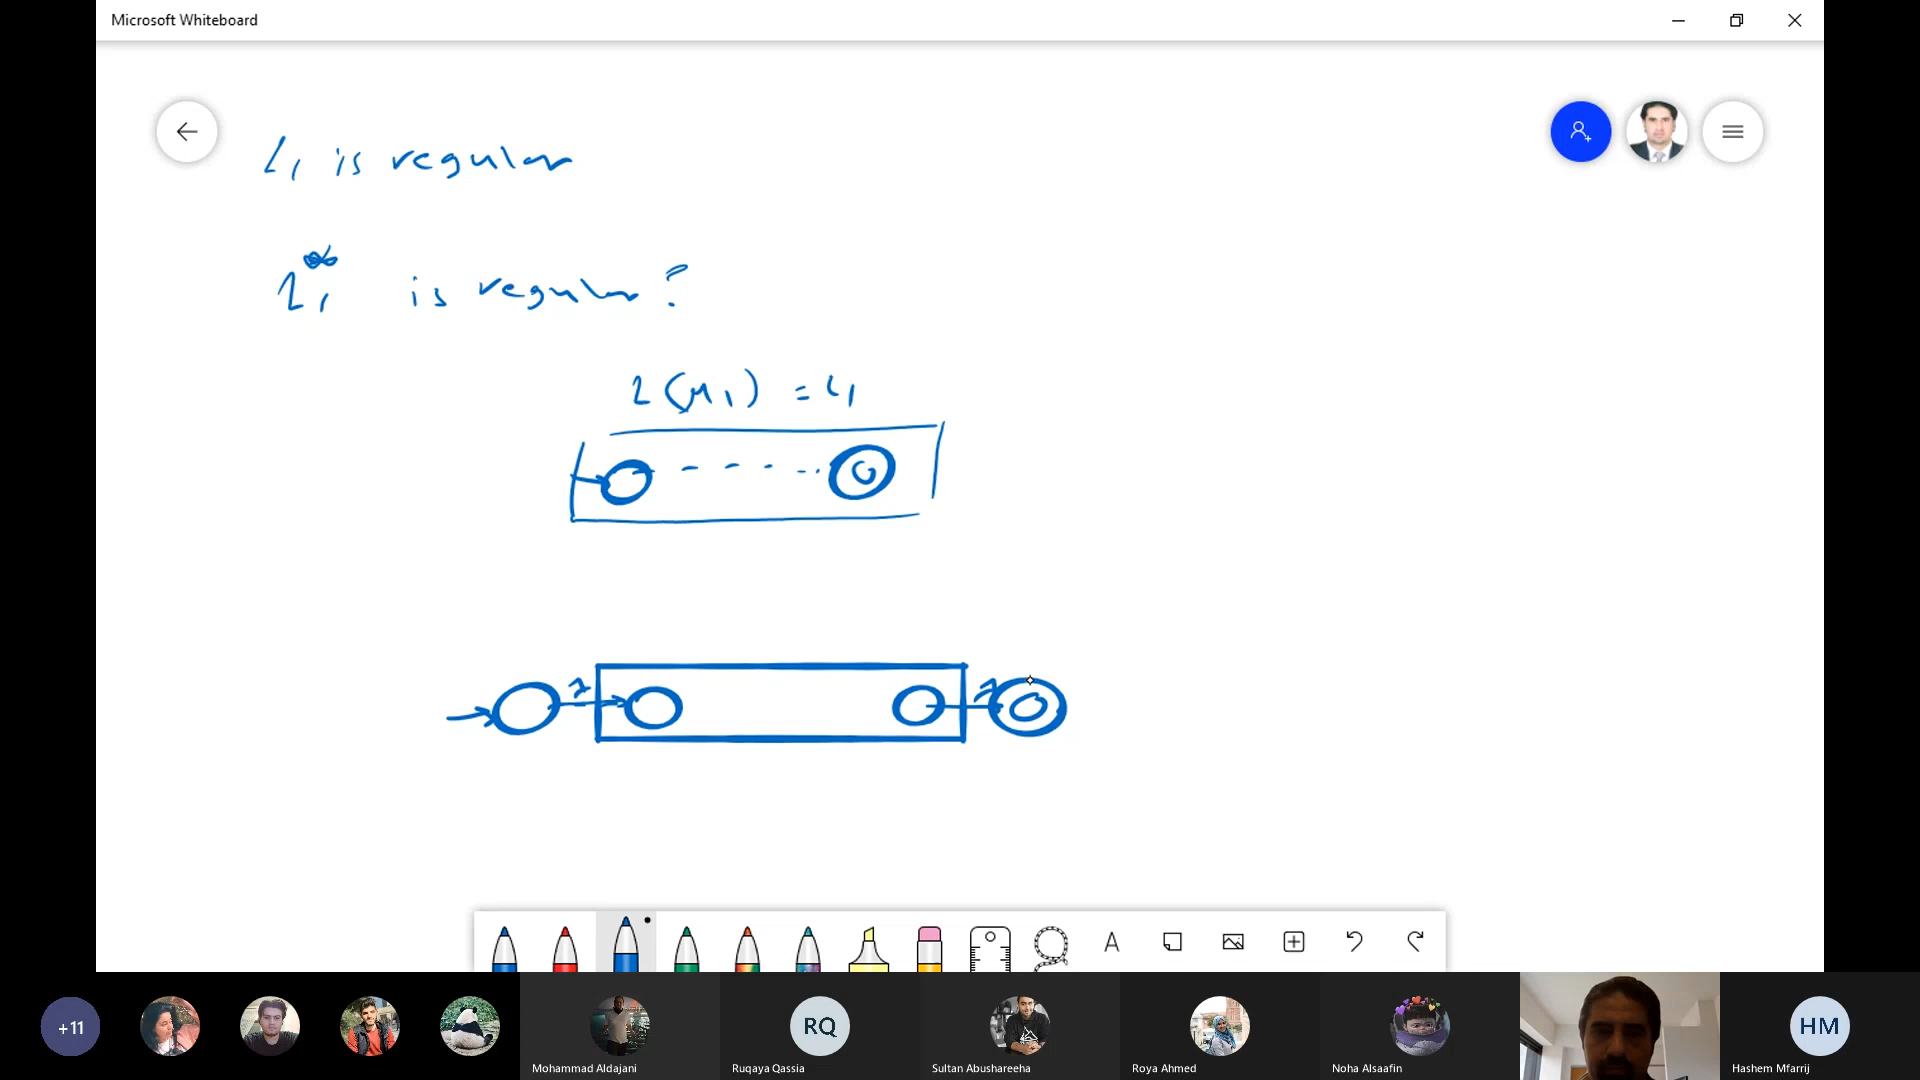 Microsoft Whiteboard
L₁ is regular
L₁* is regular?
L(M₁) = L₁
λ λ
A
+11
RQ
HM
Mohammad Aldajani
Ruqaya Qassia
Sultan Abushareeha
Roya Ahmed
Noha Alsaafin
Hashem Mfarrij